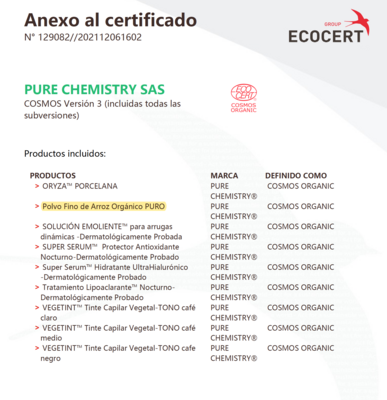 Anexo al certificado
N° 129082//202112061602
GROUP
ECOCERT
PURE CHEMISTRY SAS
COSMOS Versión 3 (incluidas todas las
subversiones)
ECO
CERT
COSMOS
ORGANIC
Productos incluidos:
PRODUCTOS MARCA DEFINIDO COMO
> ORYZA™ PORCELANA PURE COSMOS ORGANIC
CHEMISTRY®
> Polvo Fino de Arroz Orgánico PURO PURE COSMOS ORGANIC
CHEMISTRY®
> SOLUCIÓN EMOLIENTE™ para arrugas PURE COSMOS ORGANIC
dinámicas -Dermatológicamente Probada CHEMISTRY®
> SUPER SERUM™ Protector Antioxidante PURE COSMOS ORGANIC
Nocturno-Dermatológicamente Probado CHEMISTRY®
> Super Serum™ Hidratante UltraHialurónico PURE COSMOS ORGANIC
-Dermatológicamente Probado CHEMISTRY®
> Tratamiento Lipoaclarante™ Nocturno- PURE COSMOS ORGANIC
Dermatológicamente Probado CHEMISTRY®
> VEGETINT™ Tinte Capilar Vegetal-TONO café PURE COSMOS ORGANIC
claro CHEMISTRY®
> VEGETINT™ Tinte Capilar Vegetal-TONO café PURE COSMOS ORGANIC
medio CHEMISTRY®
> VEGETINT™ Tinte Capilar Vegetal-TONO cafe PURE COSMOS ORGANIC
negro CHEMISTRY®